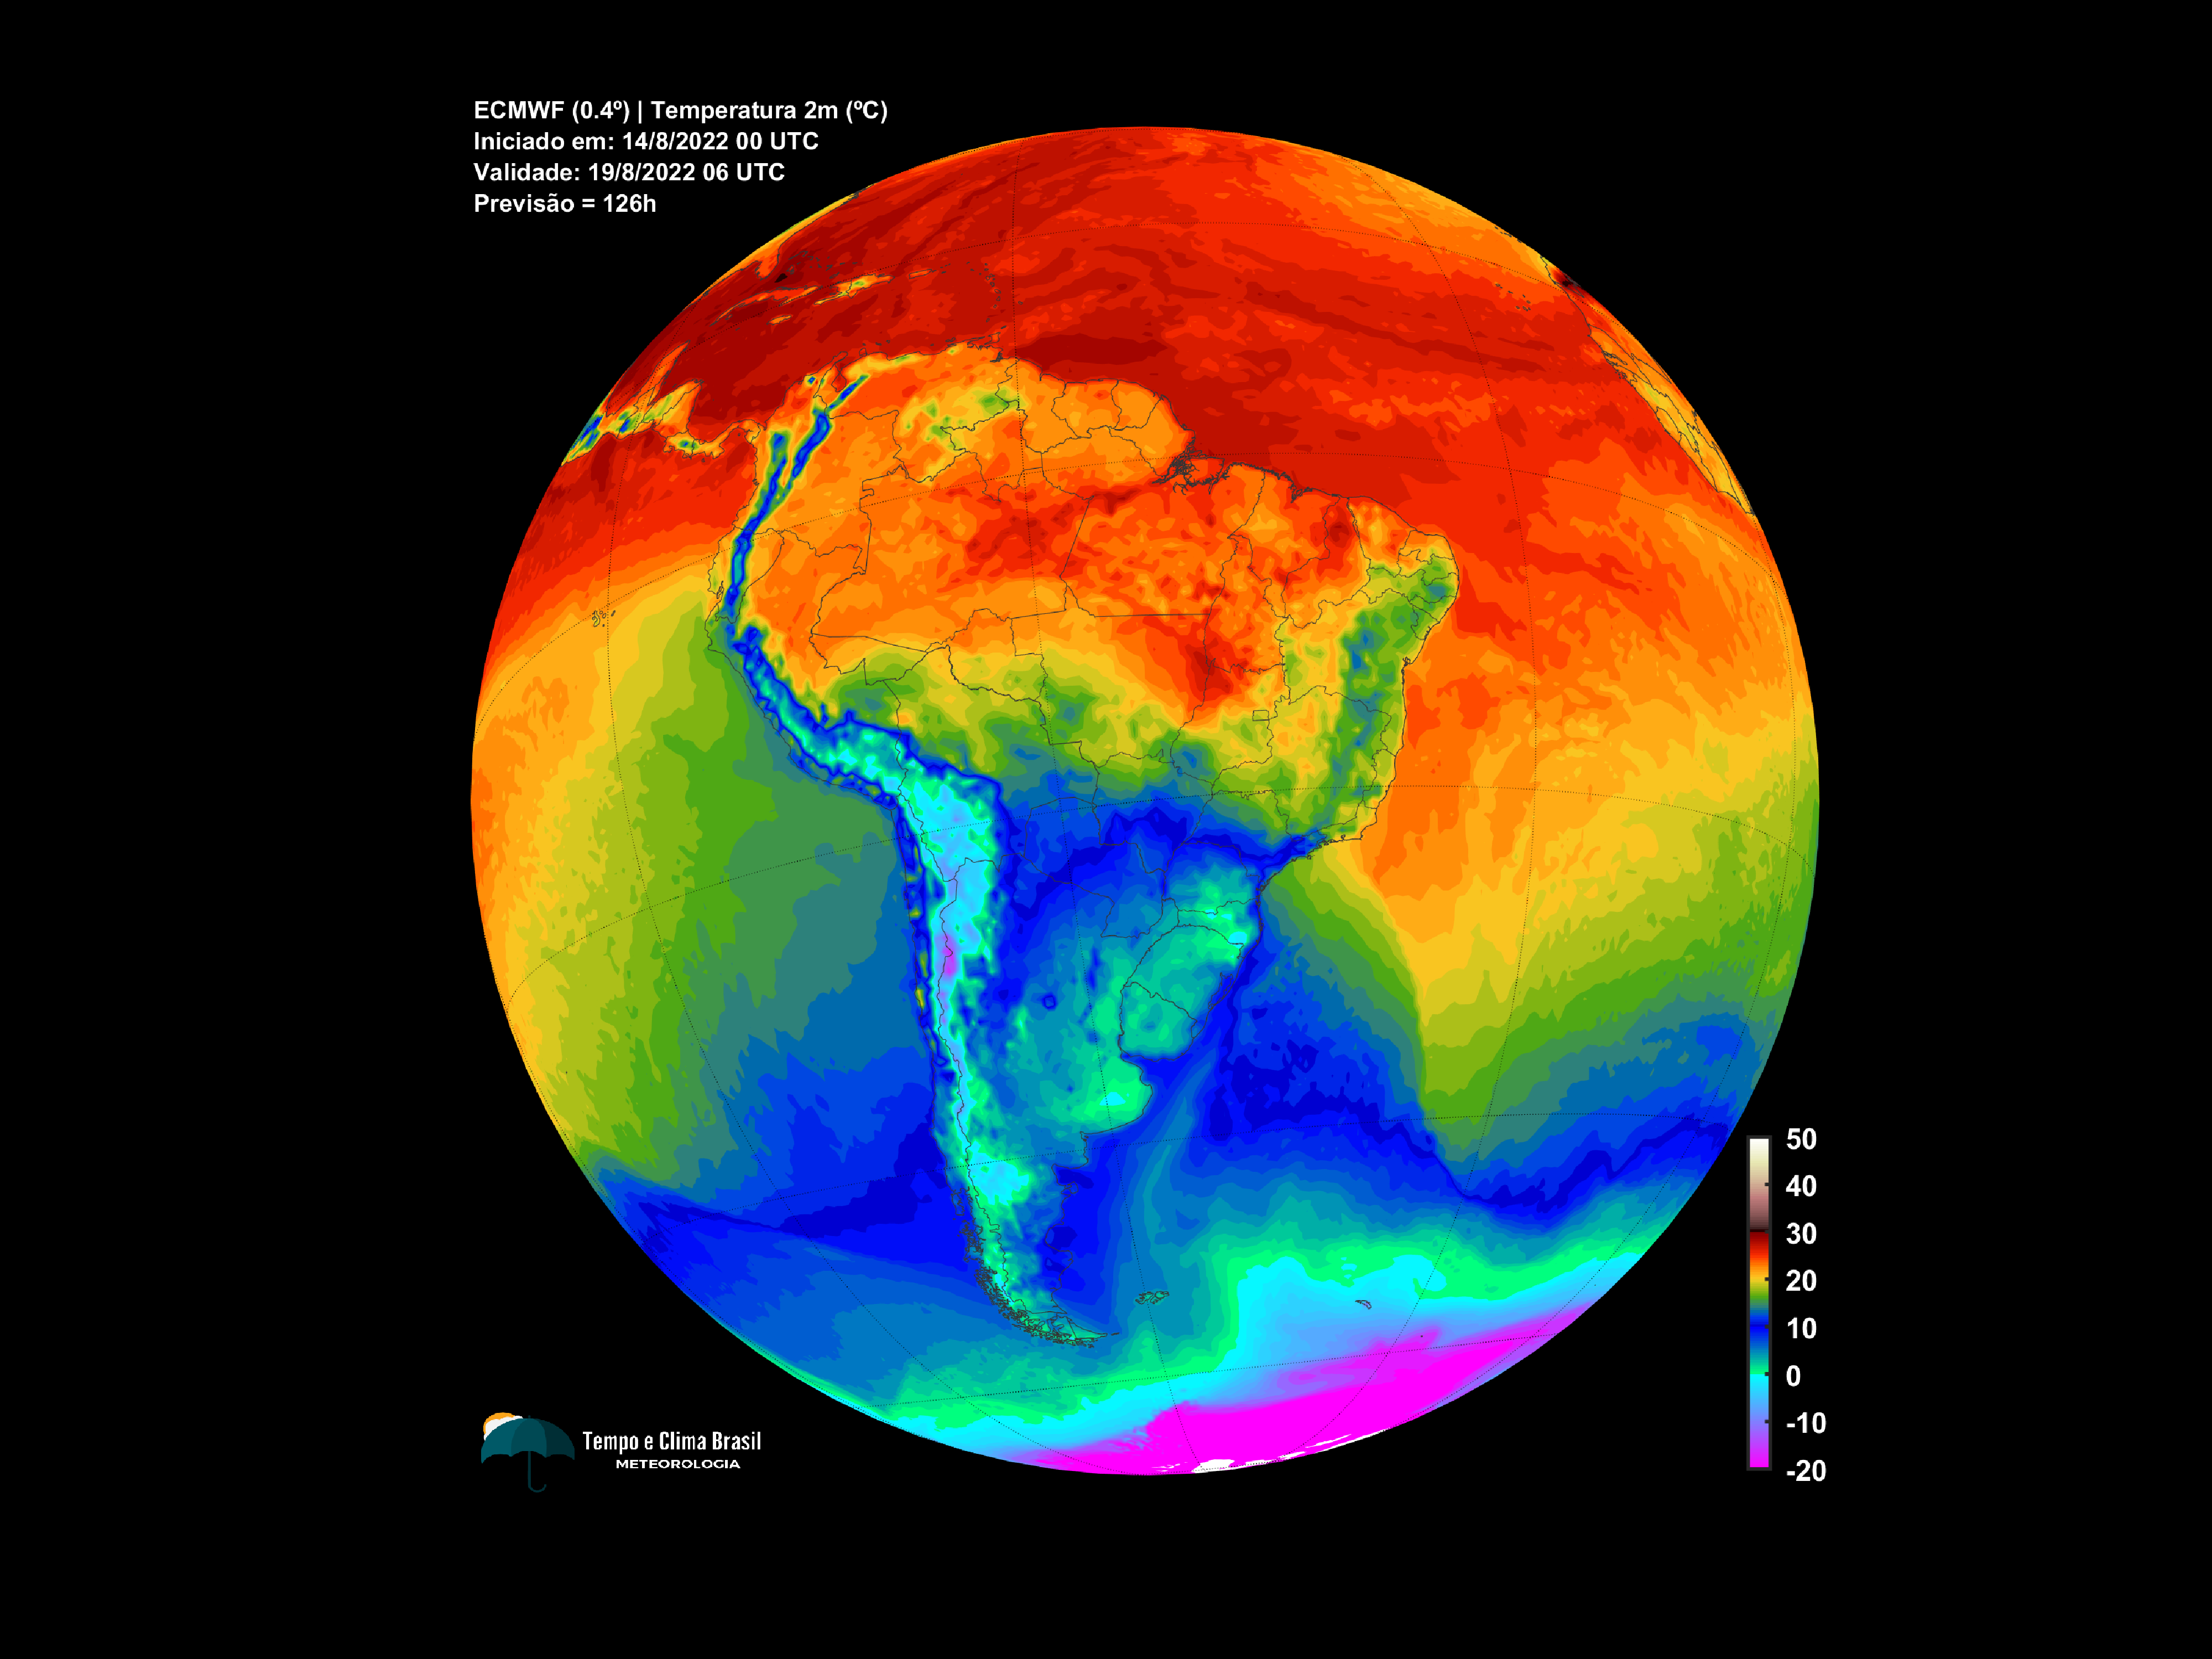 ECMWF (0.4º) | Temperatura 2m (ºC)
Iniciado em: 14/8/2022 00 UTC
Validade: 19/8/2022 06 UTC
Previsão = 126h
50
40
30
20
10
0
-10
-20
Tempo e Clima Brasil
METEOROLOGIA